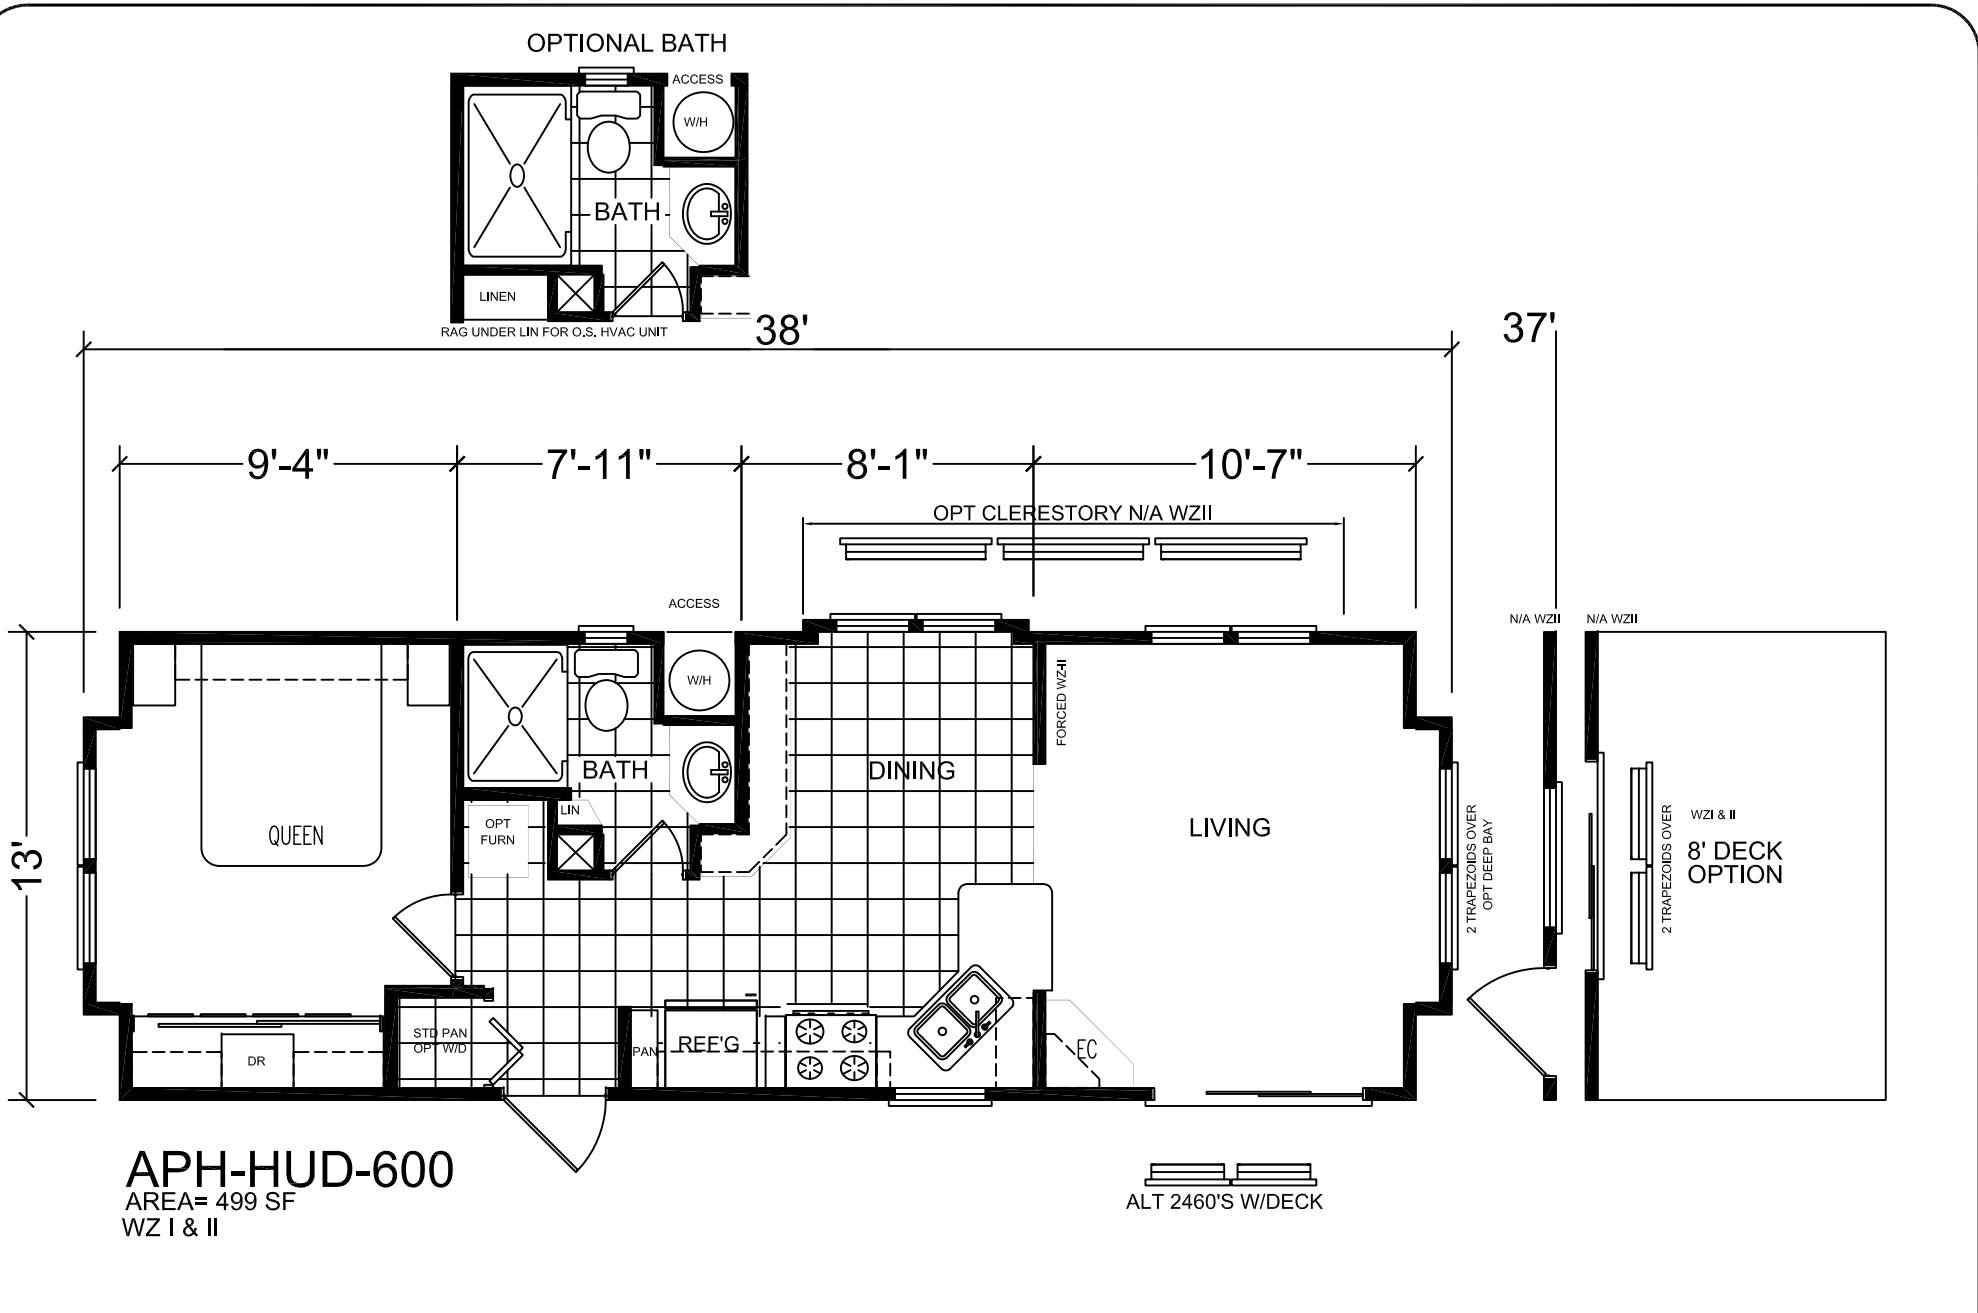 OPTIONAL BATH
ACCESS
W/H
BATH
LINEN
RAG UNDER LIN FOR O.S. HVAC UNIT
38'
37'
9'-4"
7'-11"
8'-1"
10'-7"
OPT CLERESTORY N/A WZII
ACCESS
N/A WZII
N/A WZII
W/H
FORCED WZ-II
BATH
DINING
LIN
OPT
FURN
QUEEN
LIVING
13'
2 TRAPEZOIDS OVER
OPT DEEP BAY
2 TRAPEZOIDS OVER
WZI & II
8' DECK
OPTION
STD PAN
OPT W/D
DR
PAN
REF'G
EC
APH-HUD-600
AREA= 499 SF
WZ I & II
ALT 2460'S W/DECK